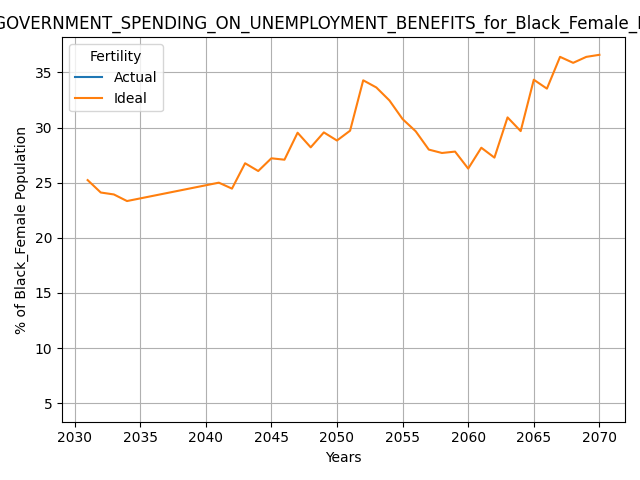 GOVERNMENT_SPENDING_ON_UNEMPLOYMENT_BENEFITS_for_Black_Female_
Fertility
Actual
Ideal
% of Black_Female Population
35
30
25
20
15
10
5
2030 2035 2040 2045 2050 2055 2060 2065 2070
Years